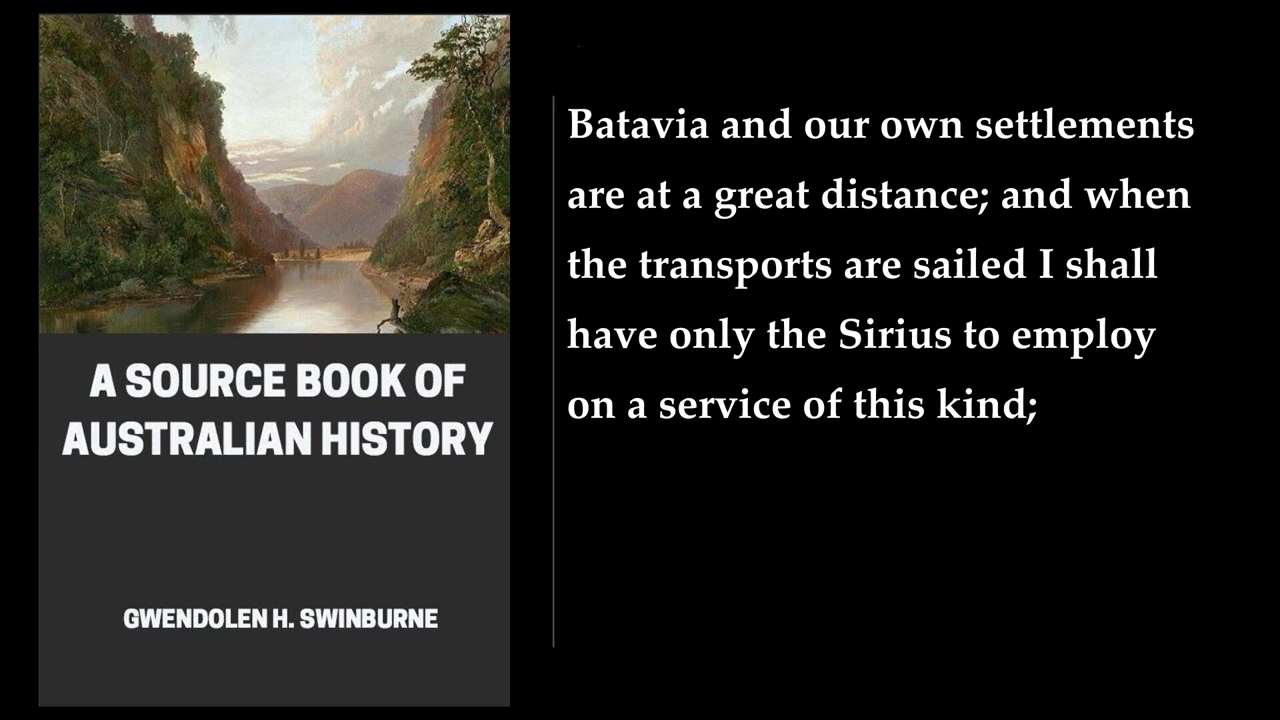 A SOURCE BOOK OF
AUSTRALIAN HISTORY
GWENDOLEN H. SWINBURNE
Batavia and our own settlements
are at a great distance; and when
the transports are sailed I shall
have only the Sirius to employ
on a service of this kind;